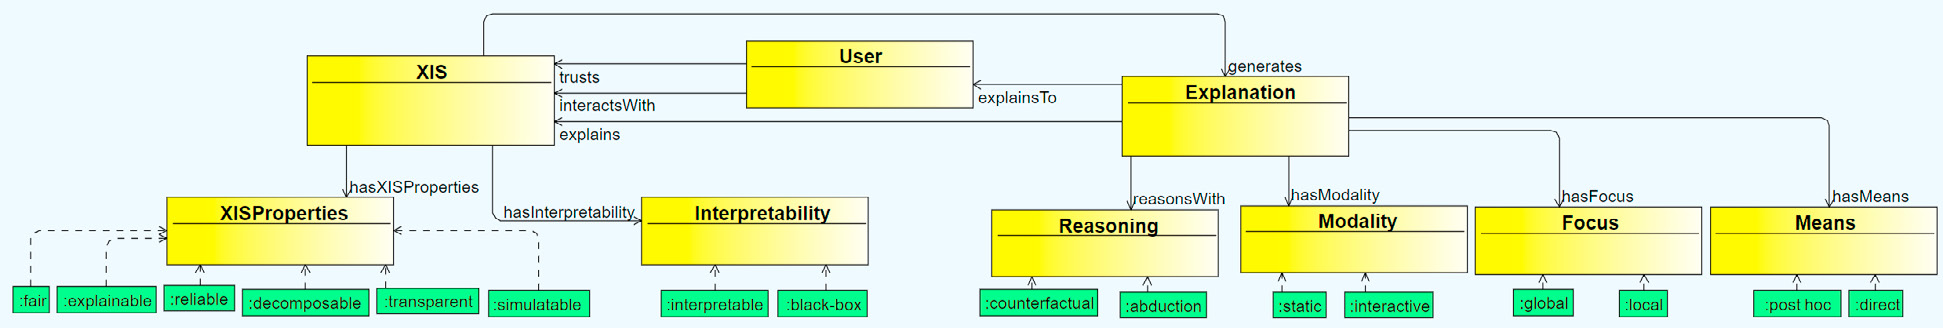 generates
User
XIS
trusts
explainsTo
Explanation
interactsWith
explains
hasXISProperties
hasInterpretability
reasonsWith
hasModality
hasFocus
hasMeans
XISProperties
Interpretability
Reasoning
Modality
Focus
Means
:fair
:explainable
:reliable
:decomposable
:transparent
:simulatable
:interpretable
:black-box
:counterfactual
:abduction
:static
:interactive
:global
:local
:post hoc
:direct